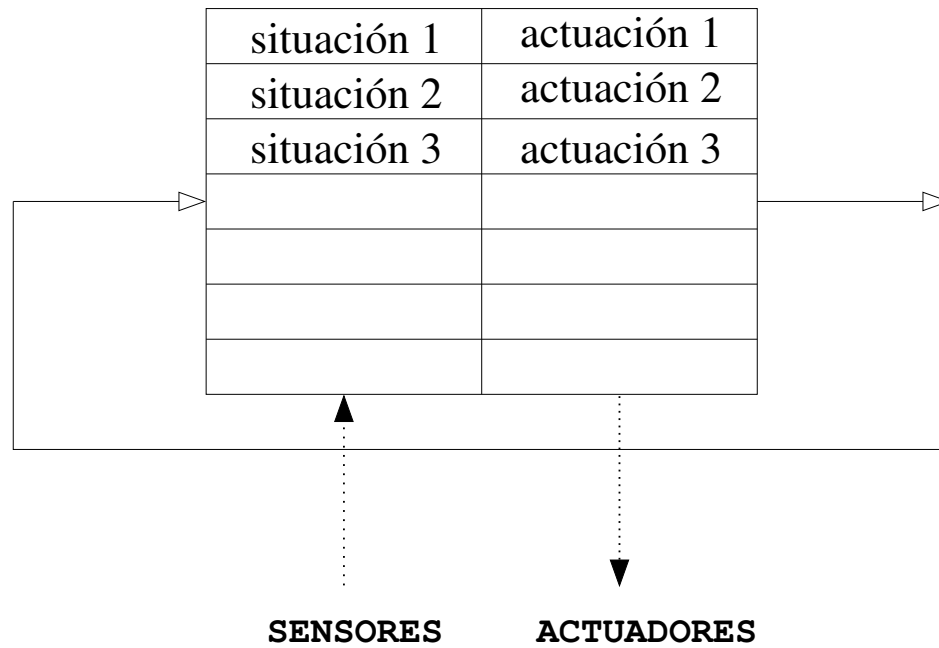 situación 1 actuación 1
situación 2 actuación 2
situación 3 actuación 3
SENSORES ACTUADORES